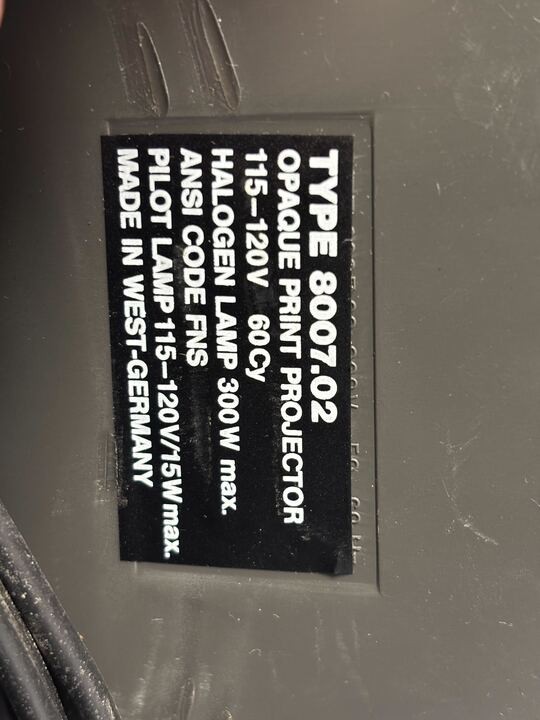 TYPE 8007.02
OPAQUE PRINT PROJECTOR
115–120V 60Cy
HALOGEN LAMP 300W max.
ANSI CODE FNS
PILOT LAMP 115–120V/15W max.
MADE IN WEST-GERMANY